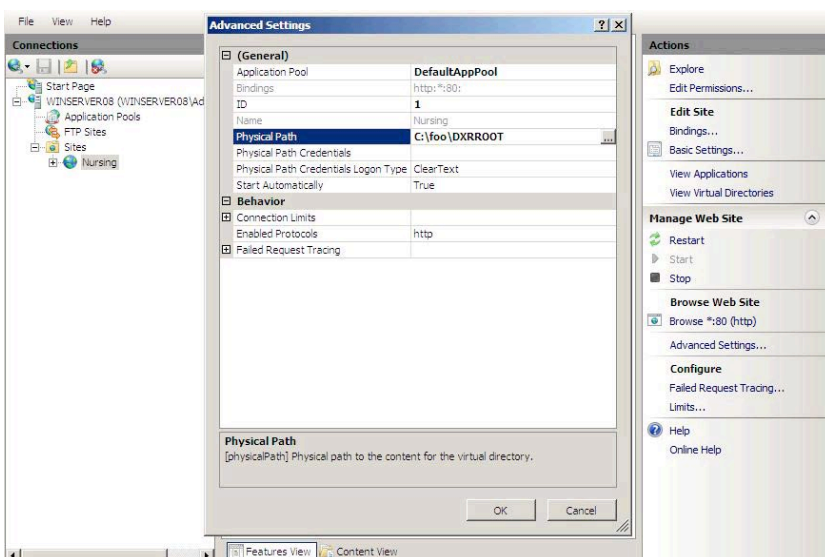 File View Help
Advanced Settings
Connections
Start Page
WINSERVER08 (WINSERVER08\Ad
Application Pools
FTP Sites
Sites
Nursing
(General)
Application Pool DefaultAppPool
Bindings http:*:80:
ID 1
Name Nursing
Physical Path C:\foo\DXRROOT ...
Physical Path Credentials
Physical Path Credentials Logon Type ClearText
Start Automatically True
Behavior
Connection Limits
Enabled Protocols http
Failed Request Tracing
Physical Path
[physicalPath] Physical path to the content for the virtual directory.
OK Cancel
Features View Content View
Actions
Explore
Edit Permissions...
Edit Site
Bindings...
Basic Settings...
View Applications
View Virtual Directories
Manage Web Site
Restart
Start
Stop
Browse Web Site
Browse *:80 (http)
Advanced Settings...
Configure
Failed Request Tracing...
Limits...
Help
Online Help